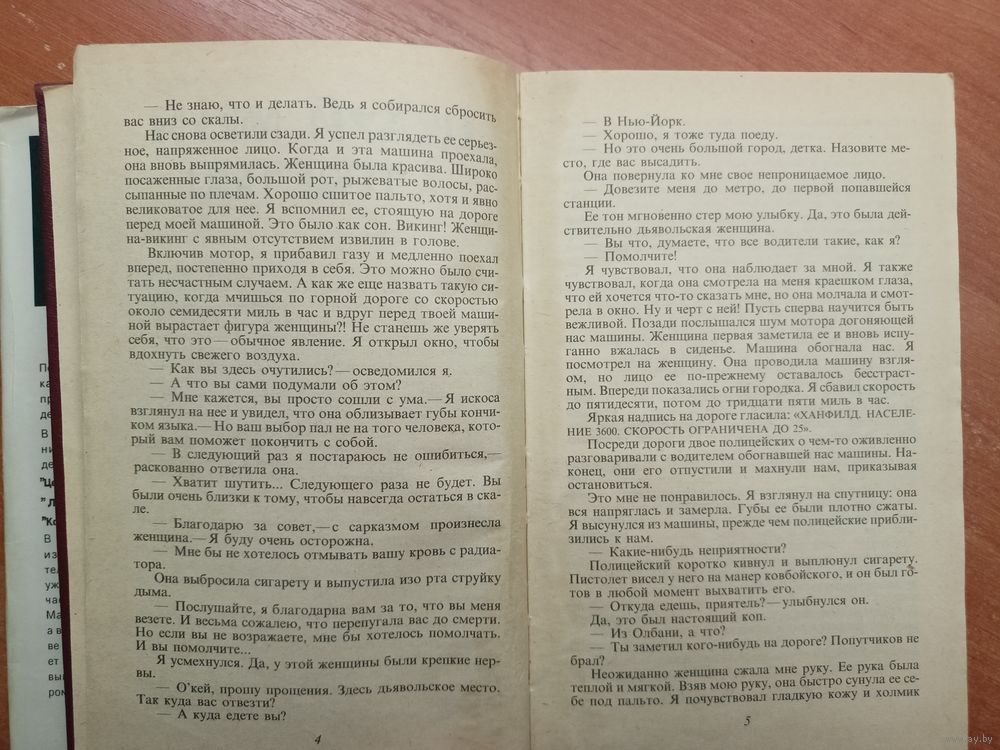 — Не знаю, что и делать. Ведь я собирался сбросить
вас вниз со скалы.
Нас снова осветили сзади. Я успел разглядеть ее серьез-
ное, напряженное лицо. Когда и эта машина проехала,
она вновь выпрямилась. Женщина была красива. Широко
посаженные глаза, большой рот, рыжеватые волосы, рас-
сыпанные по плечам. Хорошо сшитое пальто, хотя и явно
великоватое для нее. Я вспомнил ее, стоящую на дороге
перед моей машиной. Это было как сон. Викинг! Женщи-
на-викинг с явным отсутствием извилин в голове.
Включив мотор, я прибавил газу и медленно поехал
вперед, постепенно приходя в себя. Это можно было счи-
тать несчастным случаем. А как же еще назвать такую си-
туацию, когда мчишься по горной дороге со скоростью
около семидесяти миль в час и вдруг перед твоей маши-
ной вырастает фигура женщины?! Не станешь же уверять
себя, что это — обычное явление. Я открыл окно, чтобы
вдохнуть свежего воздуха.
— Как вы здесь очутились? — осведомился я.
— А что вы сами подумали об этом?
— Мне кажется, вы просто сошли с ума.— Я искоса
взглянул на нее и увидел, что она облизывает губы кончи-
ком языка.— Но ваш выбор пал не на того человека, кото-
рый вам поможет покончить с собой.
— В следующий раз я постараюсь не ошибиться,—
раскованно ответила она.
— Хватит шутить... Следующего раза не будет. Вы
были очень близки к тому, чтобы навсегда остаться в ска-
ле.
— Благодарю за совет,— с сарказмом произнесла
женщина.— Я буду очень осторожна.
— Мне бы не хотелось отмывать вашу кровь с радиа-
тора.
Она выбросила сигарету и выпустила изо рта струйку
дыма.
— Послушайте, я благодарна вам за то, что вы меня
везете. И весьма сожалею, что перепугала вас до смерти.
Но если вы не возражаете, мне бы хотелось помолчать.
И вы помолчите...
Я усмехнулся. Да, у этой женщины были крепкие нер-
вы.
— О'кей, прошу прощения. Здесь дьявольское место.
Так куда вас отвезти?
— А куда едете вы?
4
— В Нью-Йорк.
— Хорошо, я тоже туда поеду.
— Но это очень большой город, детка. Назовите ме-
сто, где вас высадить.
Она повернула ко мне свое непроницаемое лицо.
— Довезите меня до метро, до первой попавшейся
станции.
Ее тон мгновенно стер мою улыбку. Да, это была дей-
ствительно дьявольская женщина.
— Вы что, думаете, что все водители такие, как я?
— Помолчите!
Я чувствовал, что она наблюдает за мной. Я также
чувствовал, когда она смотрела на меня краешком глаза,
что ей хочется что-то сказать мне, но она молчала и смот-
рела в окно. Ну и черт с ней! Пусть сперва научится быть
вежливой. Позади послышался шум мотора догоняющей
нас машины. Женщина первая заметила ее и вновь испу-
ганно вжалась в сиденье. Машина обогнала нас. Я
посмотрел на женщину. Она проводила машину взгля-
ом, но лицо ее по-прежнему оставалось бесстраст-
ным. Впереди показались огни городка. Я сбавил скорость
до пятидесяти, потом до тридцати пяти миль в час.
Яркая надпись на дороге гласила: «ХАНФИЛД. НАСЕЛЕ-
НИЕ 3600. СКОРОСТЬ ОГРАНИЧЕНА ДО 25».
Посреди дороги двое полицейских о чем-то оживленно
разговаривали с водителем обогнавшей нас машины. На-
конец, они его отпустили и махнули нам, приказывая
остановиться.
Это мне не понравилось. Я взглянул на спутницу: она
вся напряглась и замерла. Губы ее были плотно сжаты.
Я высунулся из машины, прежде чем полицейские прибли-
зились к нам.
— Какие-нибудь неприятности?
Полицейский коротко кивнул и выплюнул сигарету.
Пистолет висел у него на манер ковбойского, и он был го-
тов в любой момент выхватить его.
— Откуда едешь, приятель? — улыбнулся он.
Да, это был настоящий коп.
— Из Олбани, а что?
— Ты заметил кого-нибудь на дороге? Попутчиков не
брал?
Неожиданно женщина сжала мне руку. Ее рука была
теплой и мягкой. Взяв мою руку, она быстро сунула ее се-
бе под пальто. Я почувствовал гладкую кожу и холмик
5
www.ay.by